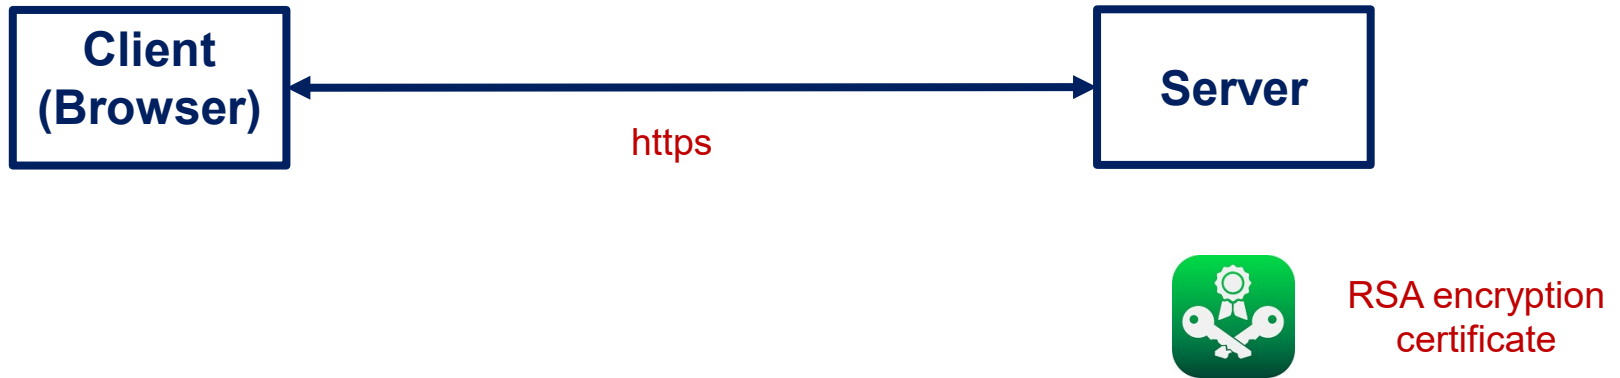 Client
(Browser)
Server
https
RSA encryption
certificate